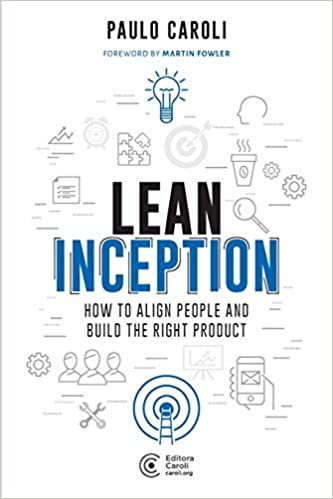 PAULO CAROLI
FOREWORD BY MARTIN FOWLER
LEAN
INCEPTION
HOW TO ALIGN PEOPLE AND
BUILD THE RIGHT PRODUCT
Editora
Caroli
caroli.org